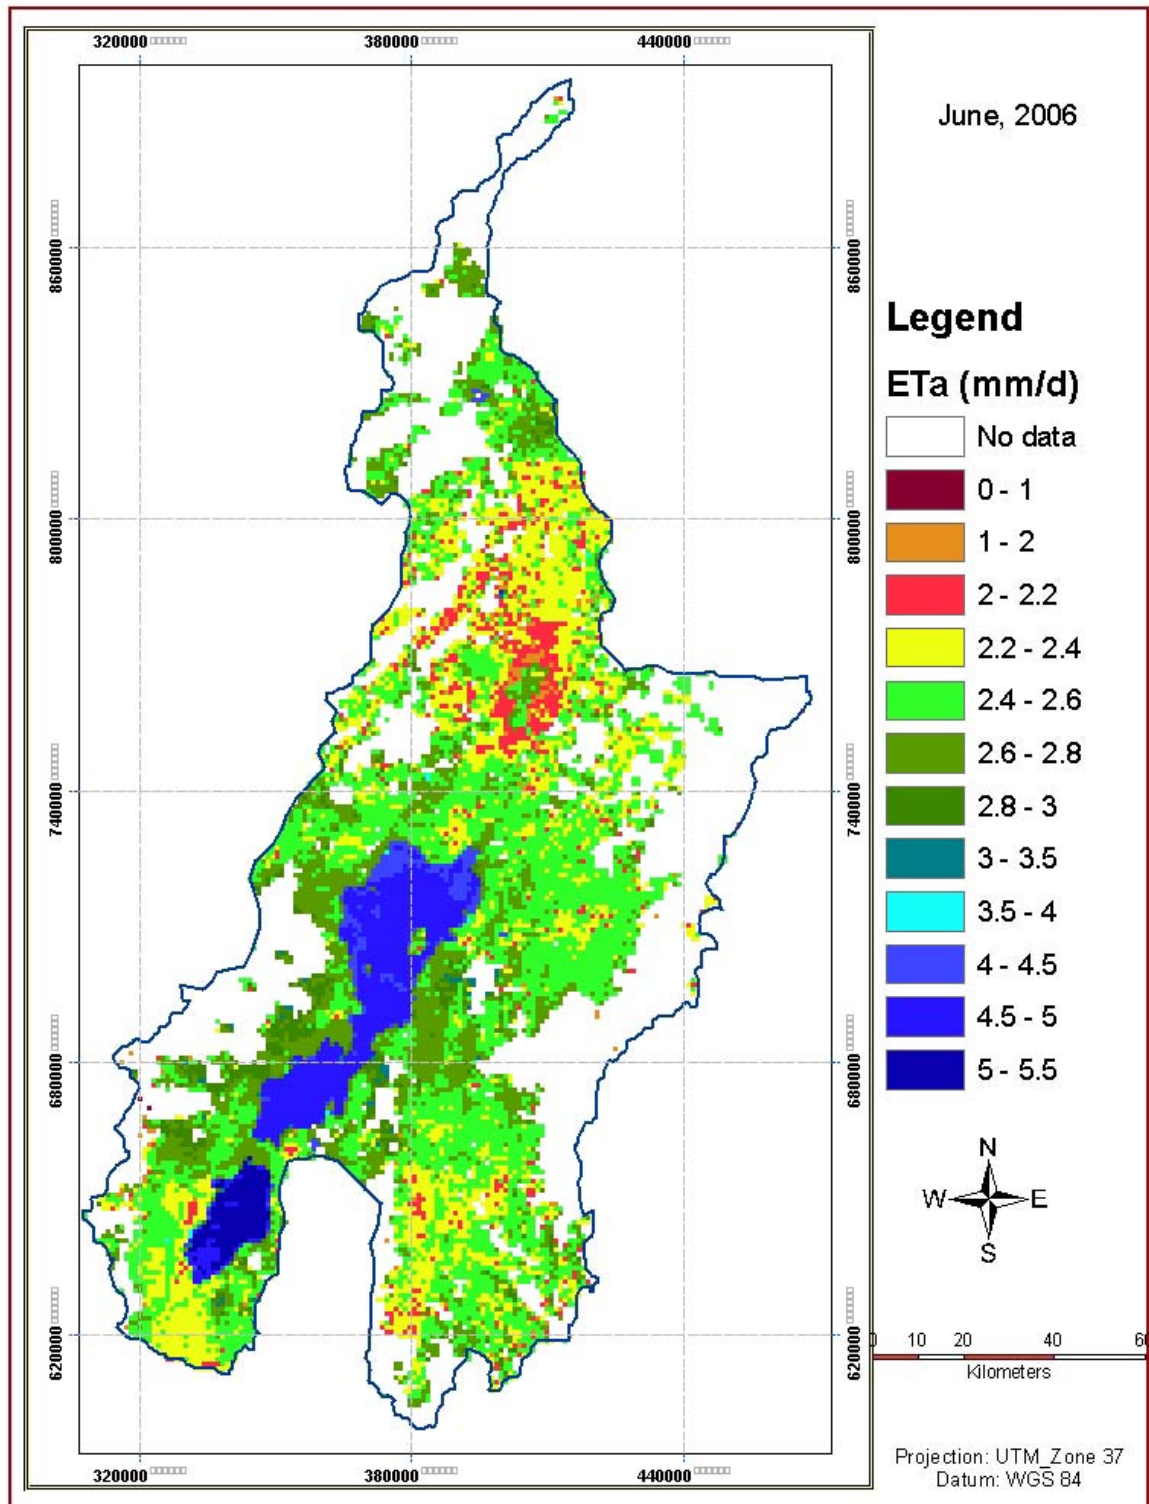 320000 380000 440000
June, 2006
860000 860000
800000 800000
740000 740000
680000 680000
620000 620000
Legend
ETa (mm/d)
No data
0 - 1
1 - 2
2 - 2.2
2.2 - 2.4
2.4 - 2.6
2.6 - 2.8
2.8 - 3
3 - 3.5
3.5 - 4
4 - 4.5
4.5 - 5
5 - 5.5
N
W E
S
0 10 20 40
Kilometers
320000 380000 440000
Projection: UTM_Zone 37
Datum: WGS 84